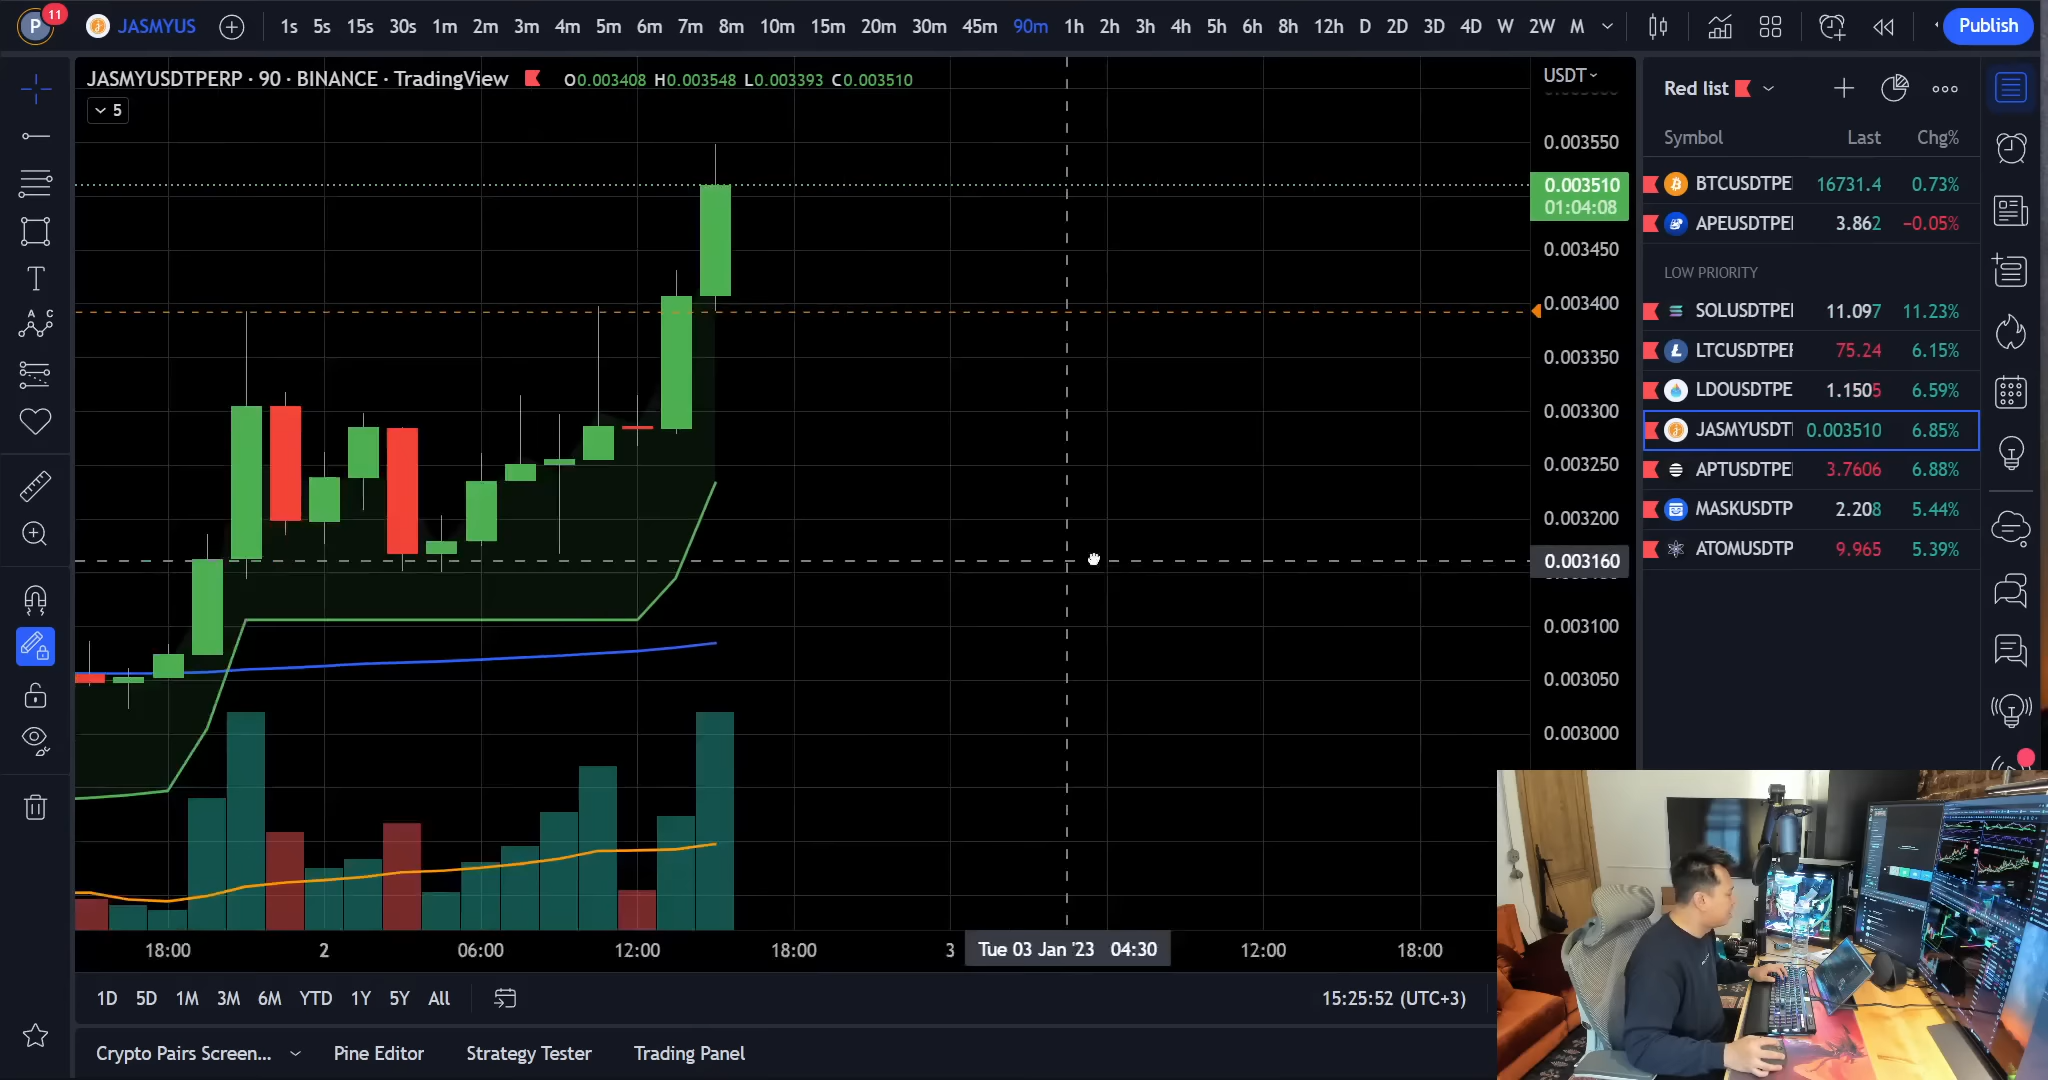 P 11 JASMYUS 1s 5s 15s 30s 1m 2m 3m 4m 5m 6m 7m 8m 10m 15m 20m 30m 45m 90m 1h 2h 3h 4h 5h 6h 8h 12h D 2D 3D 4D W 2W M Publish
JASMYUSDTPERP · 90 · BINANCE · TradingView O0.003408 H0.003548 L0.003393 C0.003510
5
USDT
0.003550
0.003510
01:04:08
0.003450
0.003400
0.003350
0.003300
0.003250
0.003200
0.003160
0.003100
0.003050
0.003000
18:00 2 06:00 12:00 18:00 3 Tue 03 Jan '23 04:30 12:00 18:00
1D 5D 1M 3M 6M YTD 1Y 5Y All 15:25:52 (UTC+3)
Crypto Pairs Screen... Pine Editor Strategy Tester Trading Panel
Red list
Symbol Last Chg%
BTCUSDTPE 16731.4 0.73%
APEUSDTPE 3.862 −0.05%
LOW PRIORITY
SOLUSDTPE 11.097 11.23%
LTCUSDTPE 75.24 6.15%
LDOUSDTPE 1.1505 6.59%
JASMYUSDT 0.003510 6.85%
APTUSDTPE 3.7606 6.88%
MASKUSDTP 2.208 5.44%
ATOMUSDTP 9.965 5.39%